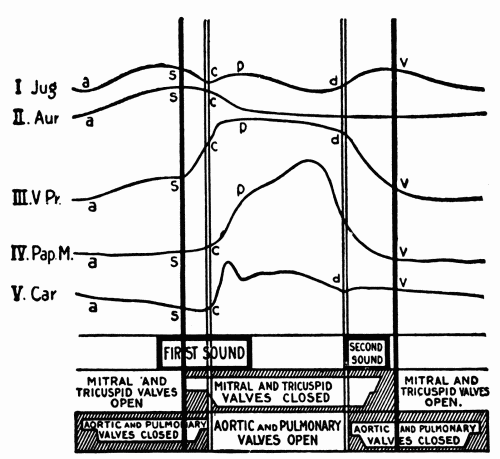 I Jug a S C D d V
II. Aur a S C
III. V Pr. a S C D d V
IV. Pap. M. a S C D V
V. Car a S C d V
FIRST SOUND
SECOND SOUND
MITRAL AND TRICUSPID VALVES OPEN
MITRAL AND TRICUSPID VALVES CLOSED
MITRAL AND TRICUSPID VALVES OPEN.
AORTIC AND PULMONARY VALVES CLOSED
AORTIC AND PULMONARY VALVES OPEN
AORTIC AND PULMONARY VALVES CLOSED